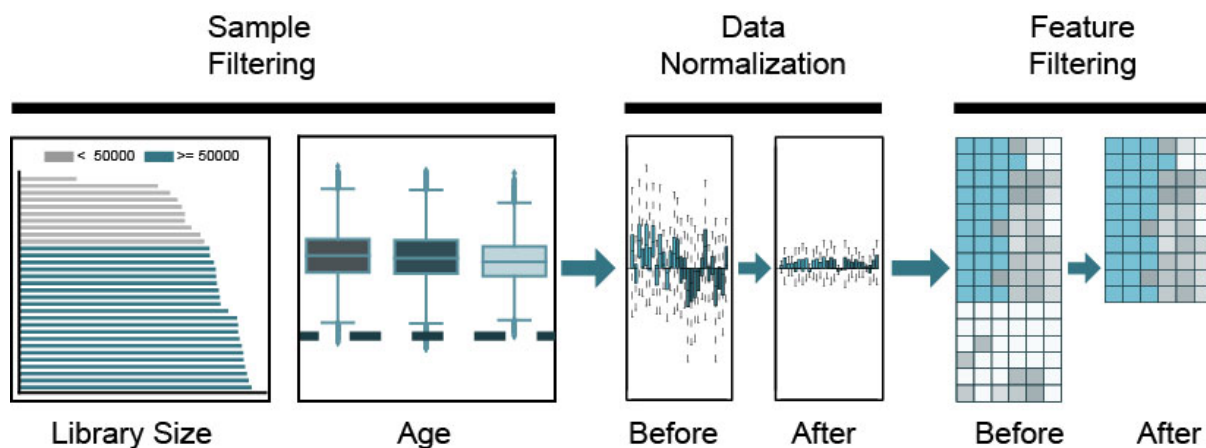 Sample
Filtering
Data
Normalization
Feature
Filtering
< 50000
>= 50000
Library Size
Age
Before
After
Before
After